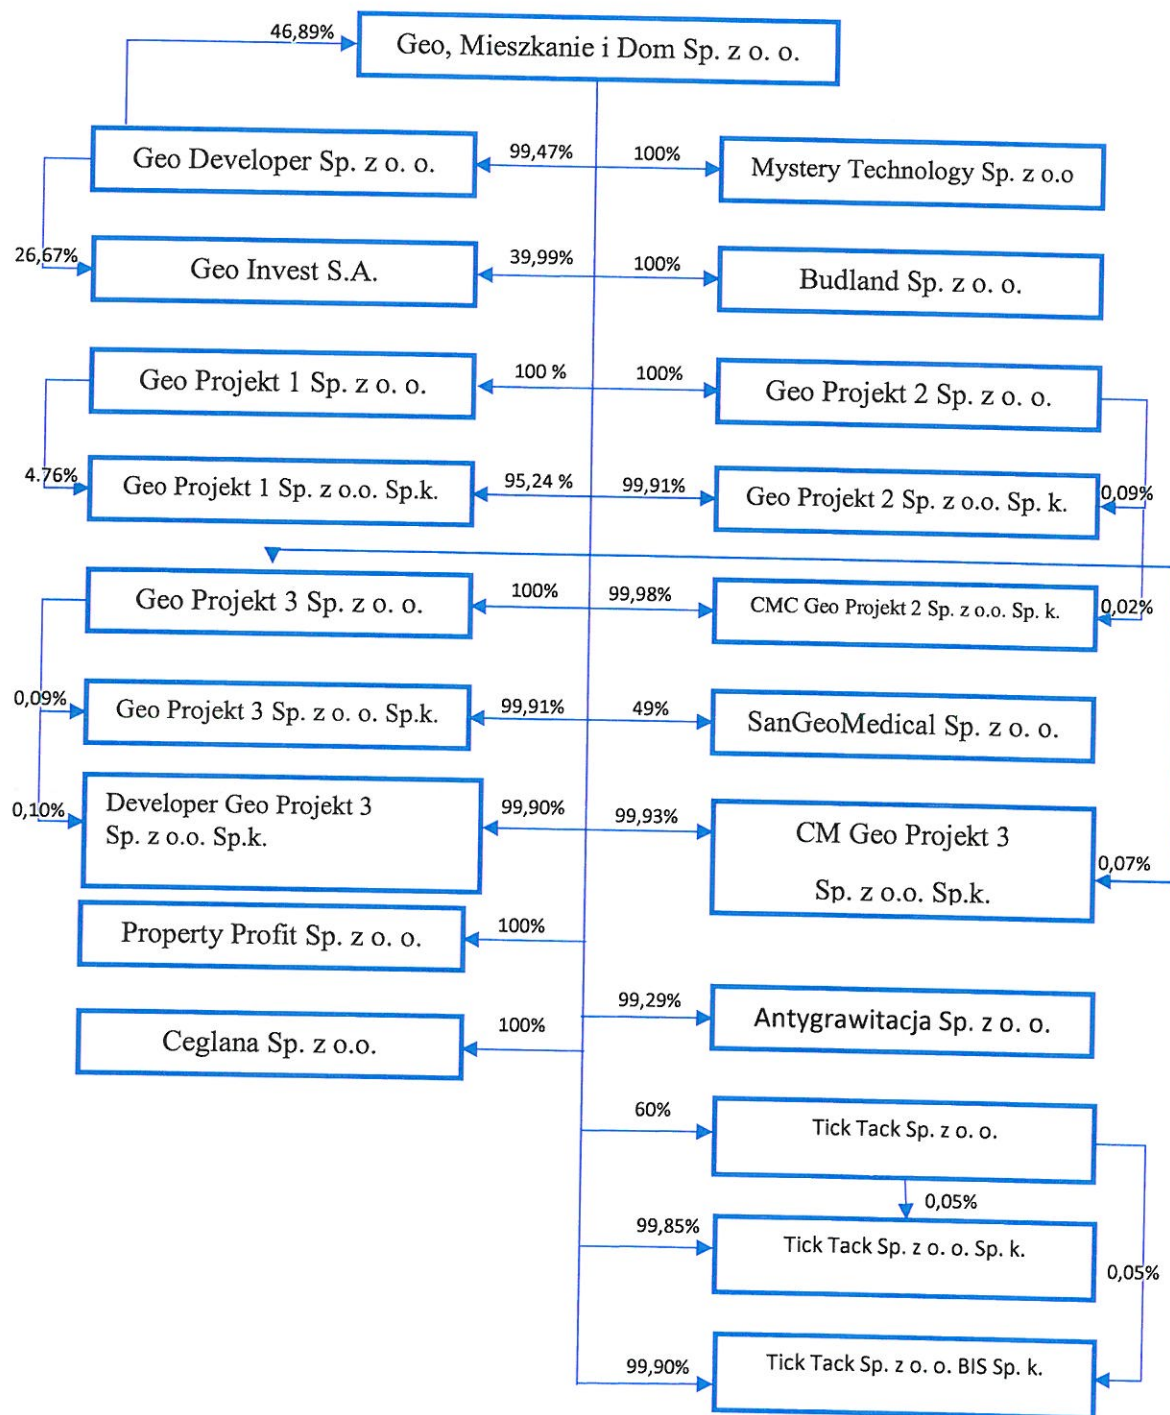 46,89%
Geo, Mieszkanie i Dom Sp. z o. o.
Geo Developer Sp. z o. o.
99,47%
100%
Mystery Technology Sp. z o.o
26,67%
Geo Invest S.A.
39,99%
100%
Budland Sp. z o. o.
Geo Projekt 1 Sp. z o. o.
100 %
100%
Geo Projekt 2 Sp. z o. o.
4.76%
Geo Projekt 1 Sp. z o.o. Sp.k.
95,24 %
99,91%
Geo Projekt 2 Sp. z o.o. Sp. k.
0,09%
Geo Projekt 3 Sp. z o. o.
100%
99,98%
CMC Geo Projekt 2 Sp. z o.o. Sp. k.
0,02%
0,09%
Geo Projekt 3 Sp. z o. o. Sp.k.
99,91%
49%
SanGeoMedical Sp. z o. o.
0,10%
Developer Geo Projekt 3
Sp. z o.o. Sp.k.
99,90%
99,93%
CM Geo Projekt 3
Sp. z o.o. Sp.k.
0,07%
Property Profit Sp. z o. o.
100%
99,29%
Antygrawitacja Sp. z o. o.
Ceglana Sp. z o.o.
100%
60%
Tick Tack Sp. z o. o.
0,05%
99,85%
Tick Tack Sp. z o. o. Sp. k.
0,05%
99,90%
Tick Tack Sp. z o. o. BIS Sp. k.